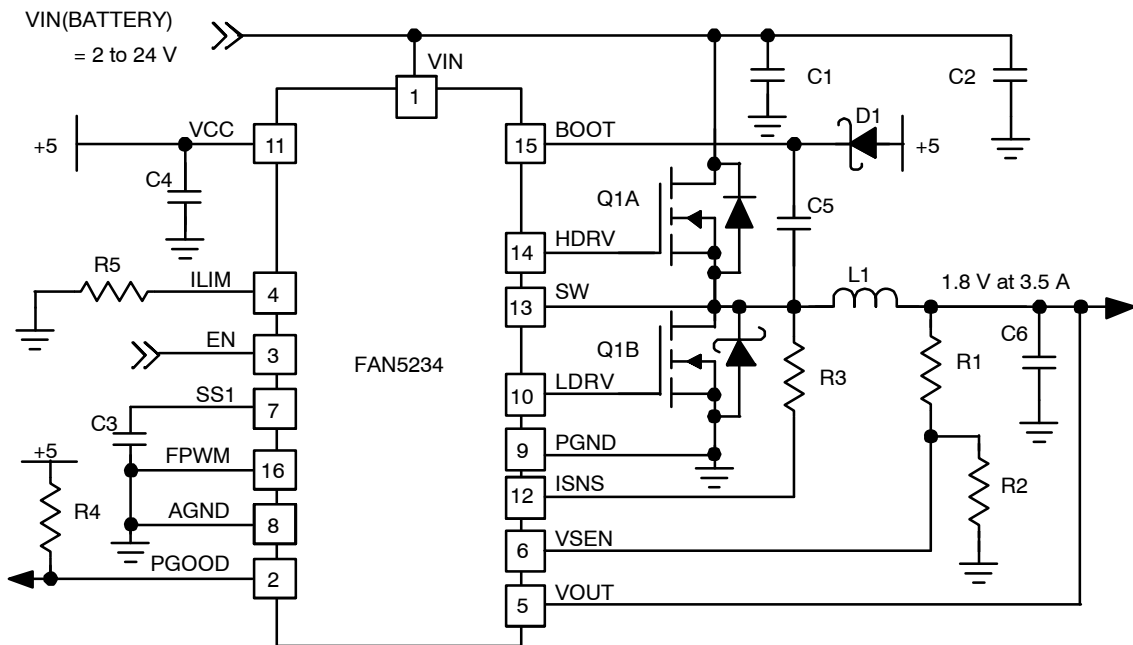 VIN(BATTERY)
= 2 to 24 V
VIN
1
C1
C2
VCC
11
+5
C4
15
BOOT
D1
+5
Q1A
C5
14
HDRV
R5
ILIM
4
13
SW
L1
1.8 V at 3.5 A
EN
3
FAN5234
Q1B
R3
R1
C6
10
LDRV
SS1
7
C3
9
PGND
+5
FPWM
16
12
ISNS
R4
R2
AGND
8
6
VSEN
PGOOD
2
5
VOUT